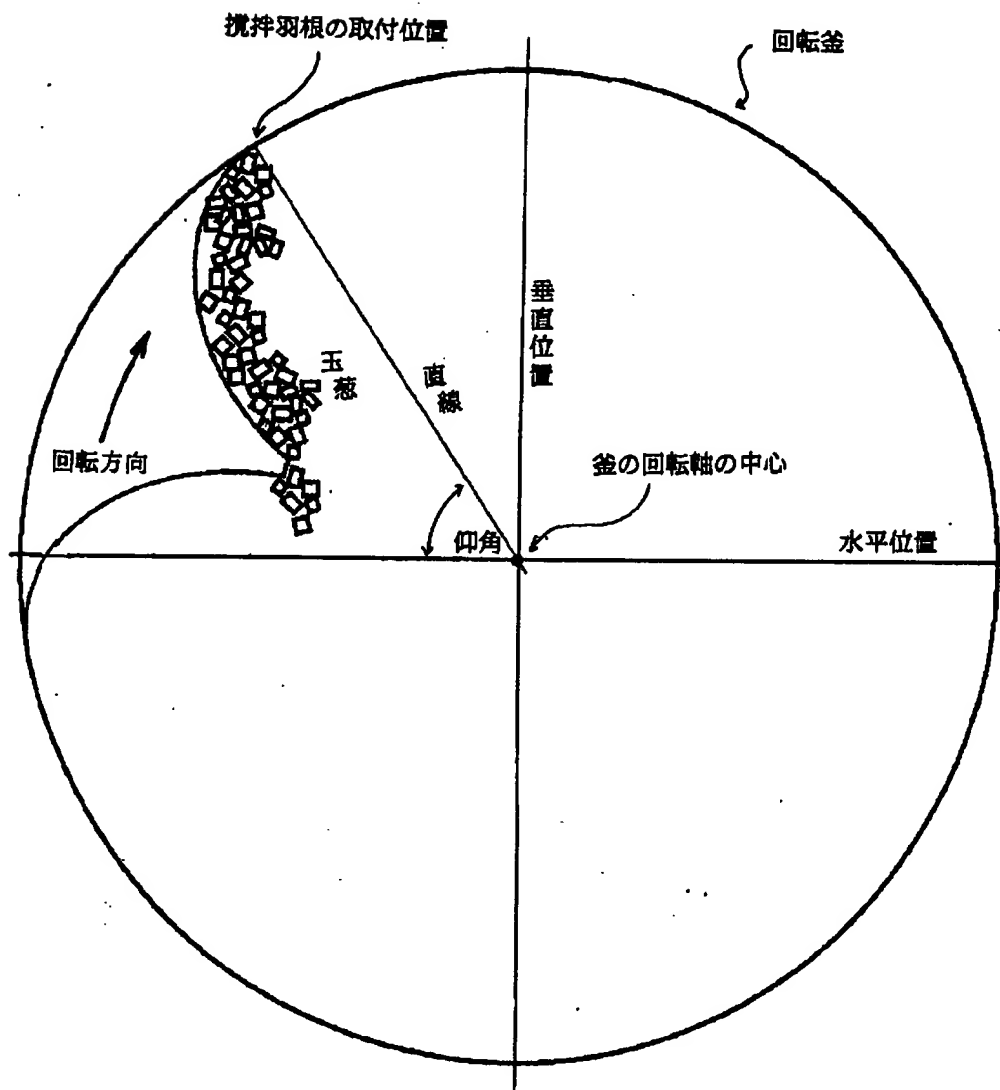 攪拌羽根の取付位置
回転釜
垂直位置
玉葱
直線
回転方向
釜の回転軸の中心
仰角
水平位置